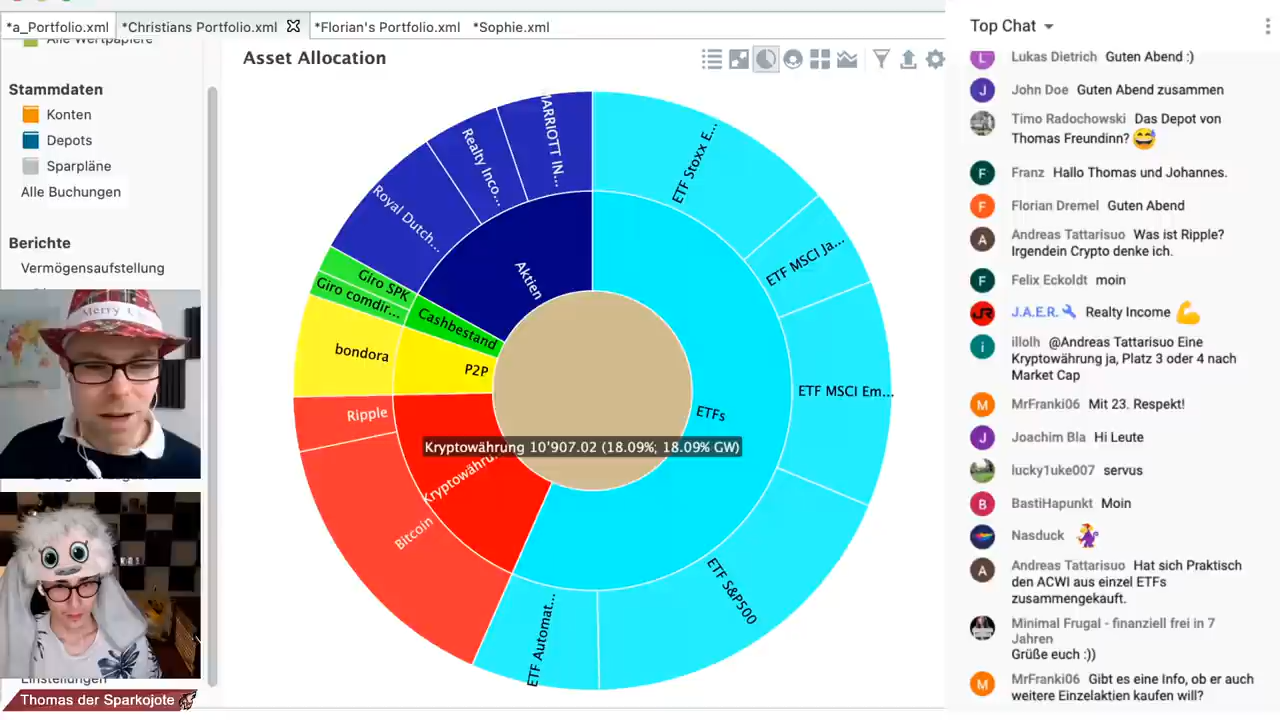 *a_Portfolio.xml
*Christians Portfolio.xml
*Florian's Portfolio.xml
*Sophie.xml
Alle Wertpapiere
Stammdaten
Konten
Depots
Sparpläne
Alle Buchungen
Berichte
Vermögensaufstellung
Merry
Einstellungen
Thomas der Sparkojote
Asset Allocation
MARRIOTT IN...
Realty Inco...
Royal Dutch...
Giro SPK
Giro comdir...
bondora
Ripple
Bitcoin
ETF Automat...
ETF S&P500
ETF MSCI Em...
ETF MSCI Ja...
ETF Stoxx E...
Aktien
Cashbestand
P2P
Kryptowähru
ETFs
Kryptowährung 10'907.02 (18.09%; 18.09% GW)
Top Chat
L Lukas Dietrich Guten Abend :)
J John Doe Guten Abend zusammen
Timo Radochowski Das Depot von
Thomas Freundinn? 😅
F Franz Hallo Thomas und Johannes.
F Florian Dremel Guten Abend
A Andreas Tattarisuo Was ist Ripple?
Irgendein Crypto denke ich.
F Felix Eckoldt moin
JR J.A.E.R. Realty Income 💪
i illolh @Andreas Tattarisuo Eine
Kryptowährung ja, Platz 3 oder 4 nach
Market Cap
M MrFranki06 Mit 23. Respekt!
J Joachim Bla Hi Leute
lucky1uke007 servus
B BastiHapunkt Moin
Nasduck
A Andreas Tattarisuo Hat sich Praktisch
den ACWI aus einzel ETFs
zusammengekauft.
Minimal Frugal - finanziell frei in 7
Jahren
Grüße euch :))
M MrFranki06 Gibt es eine Info, ob er auch
weitere Einzelaktien kaufen will?